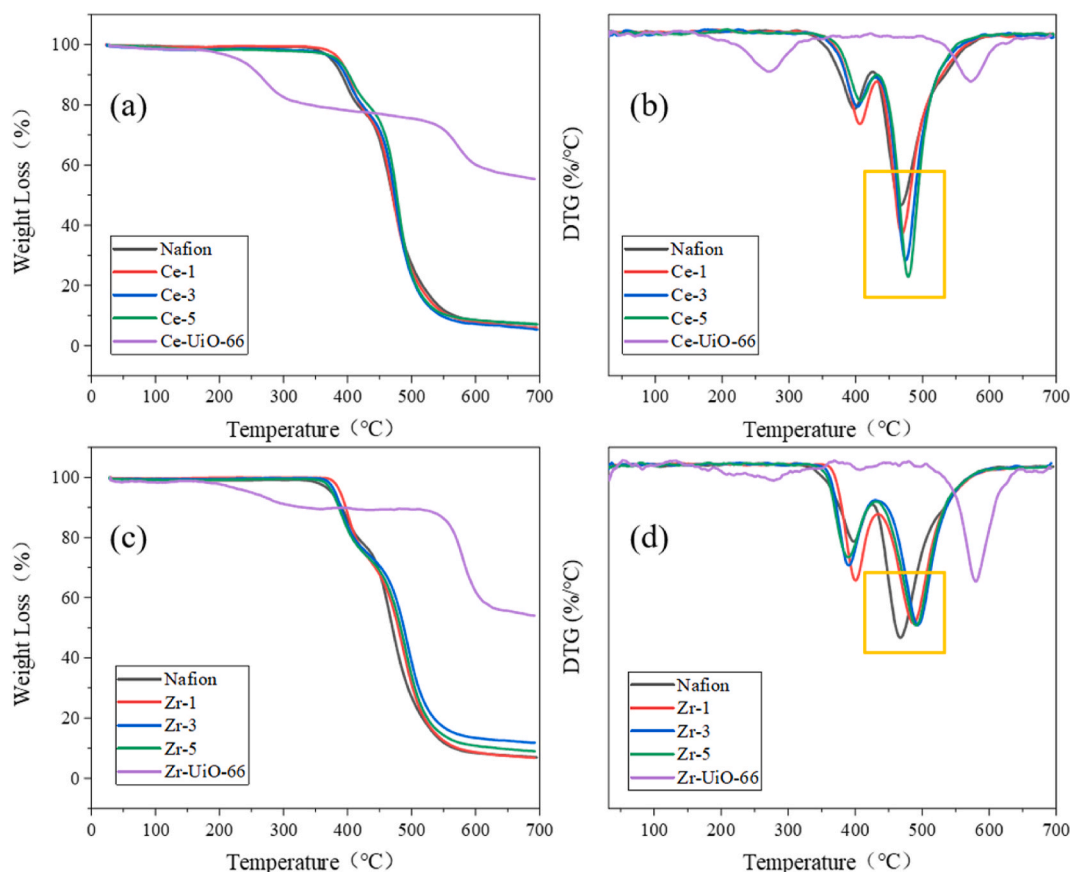 (a)
Weight Loss（%）
100
80
60
40
20
0
Nafion
Ce-1
Ce-3
Ce-5
Ce-UiO-66
0 100 200 300 400 500 600 700
Temperature（℃）
(b)
DTG (%/℃)
Nafion
Ce-1
Ce-3
Ce-5
Ce-UiO-66
100 200 300 400 500 600 700
Temperature（℃）
(c)
Weight Loss（%）
100
80
60
40
20
0
Nafion
Zr-1
Zr-3
Zr-5
Zr-UiO-66
0 100 200 300 400 500 600 700
Temperature（℃）
(d)
DTG (%/℃)
Nafion
Zr-1
Zr-3
Zr-5
Zr-UiO-66
100 200 300 400 500 600 700
Temperature（℃）